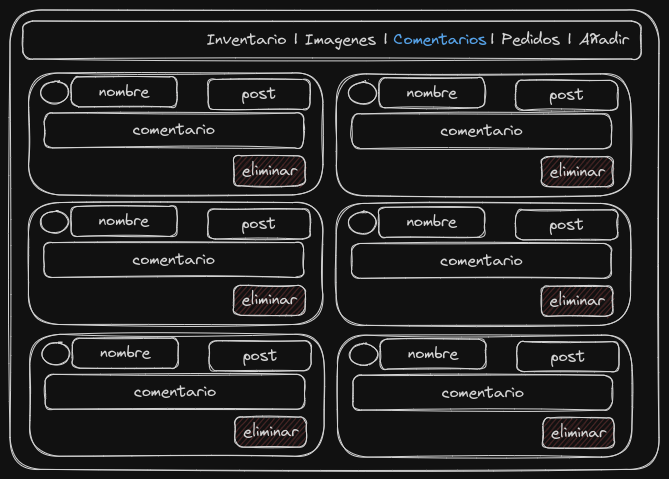 Inventario | Imagenes | Comentarios | Pedidos | Añadir
nombre post
comentario
eliminar
nombre post
comentario
eliminar
nombre post
comentario
eliminar
nombre post
comentario
eliminar
nombre post
comentario
eliminar
nombre post
comentario
eliminar